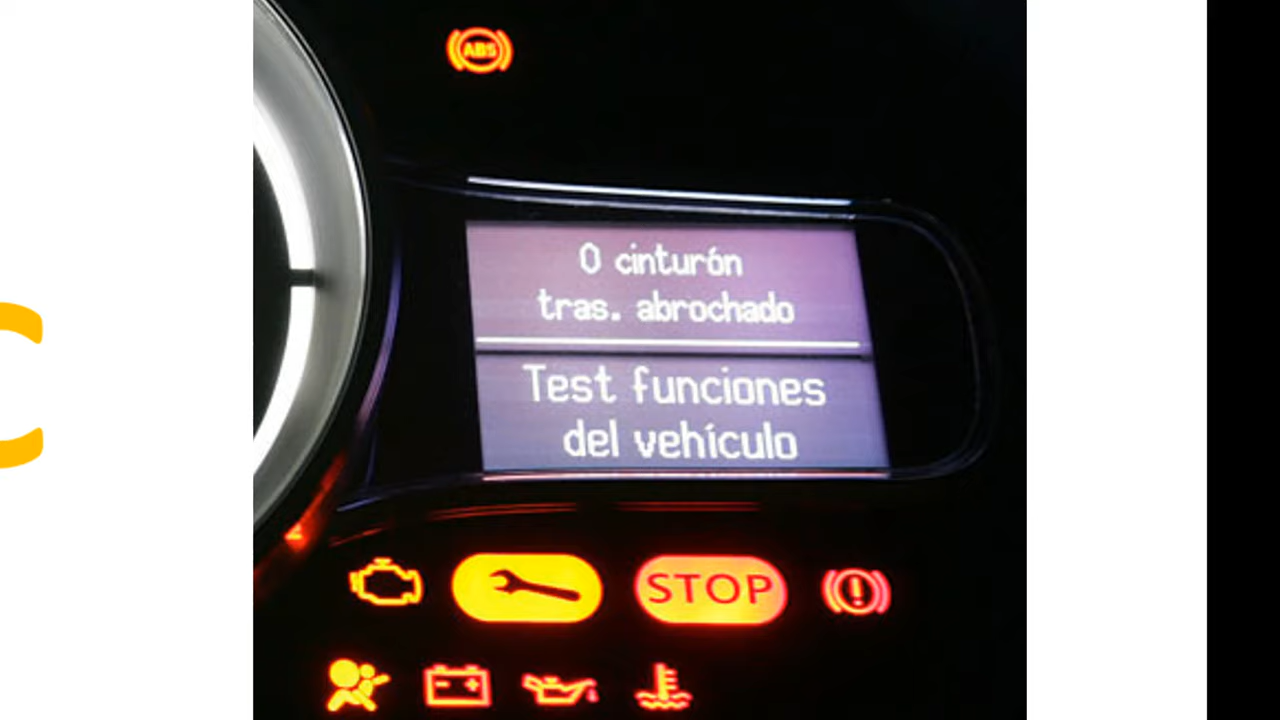 ABS
0 cinturón
tras. abrochado
Test funciones
del vehículo
STOP